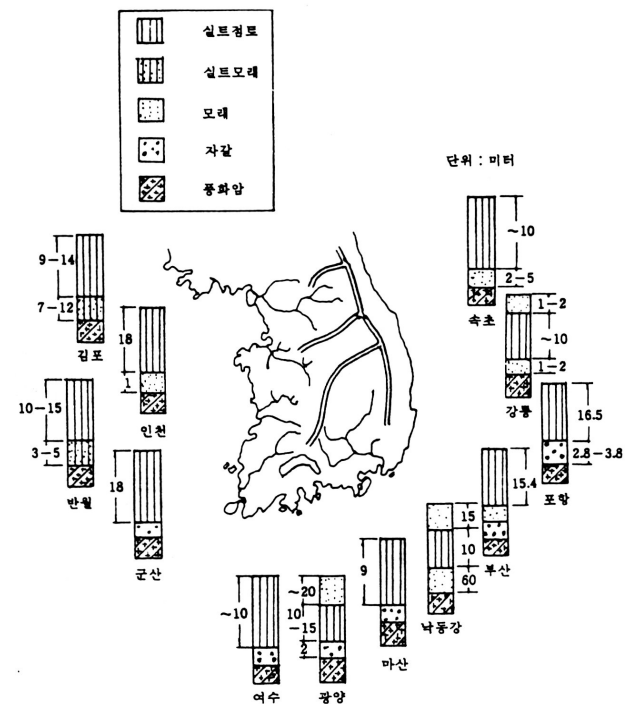 실트점토
실트모래
모래
자갈
풍화암
단위 : 미터
~10
2-5
속초
9-14
7-12
김포
18
1
인천
1-2
~10
1-2
강릉
10-15
3-5
반월
16.5
2.8-3.8
포항
18
군산
15.4
부산
15
10
60
낙동강
9
마산
~10
여수
~20
10
-15
2
광양